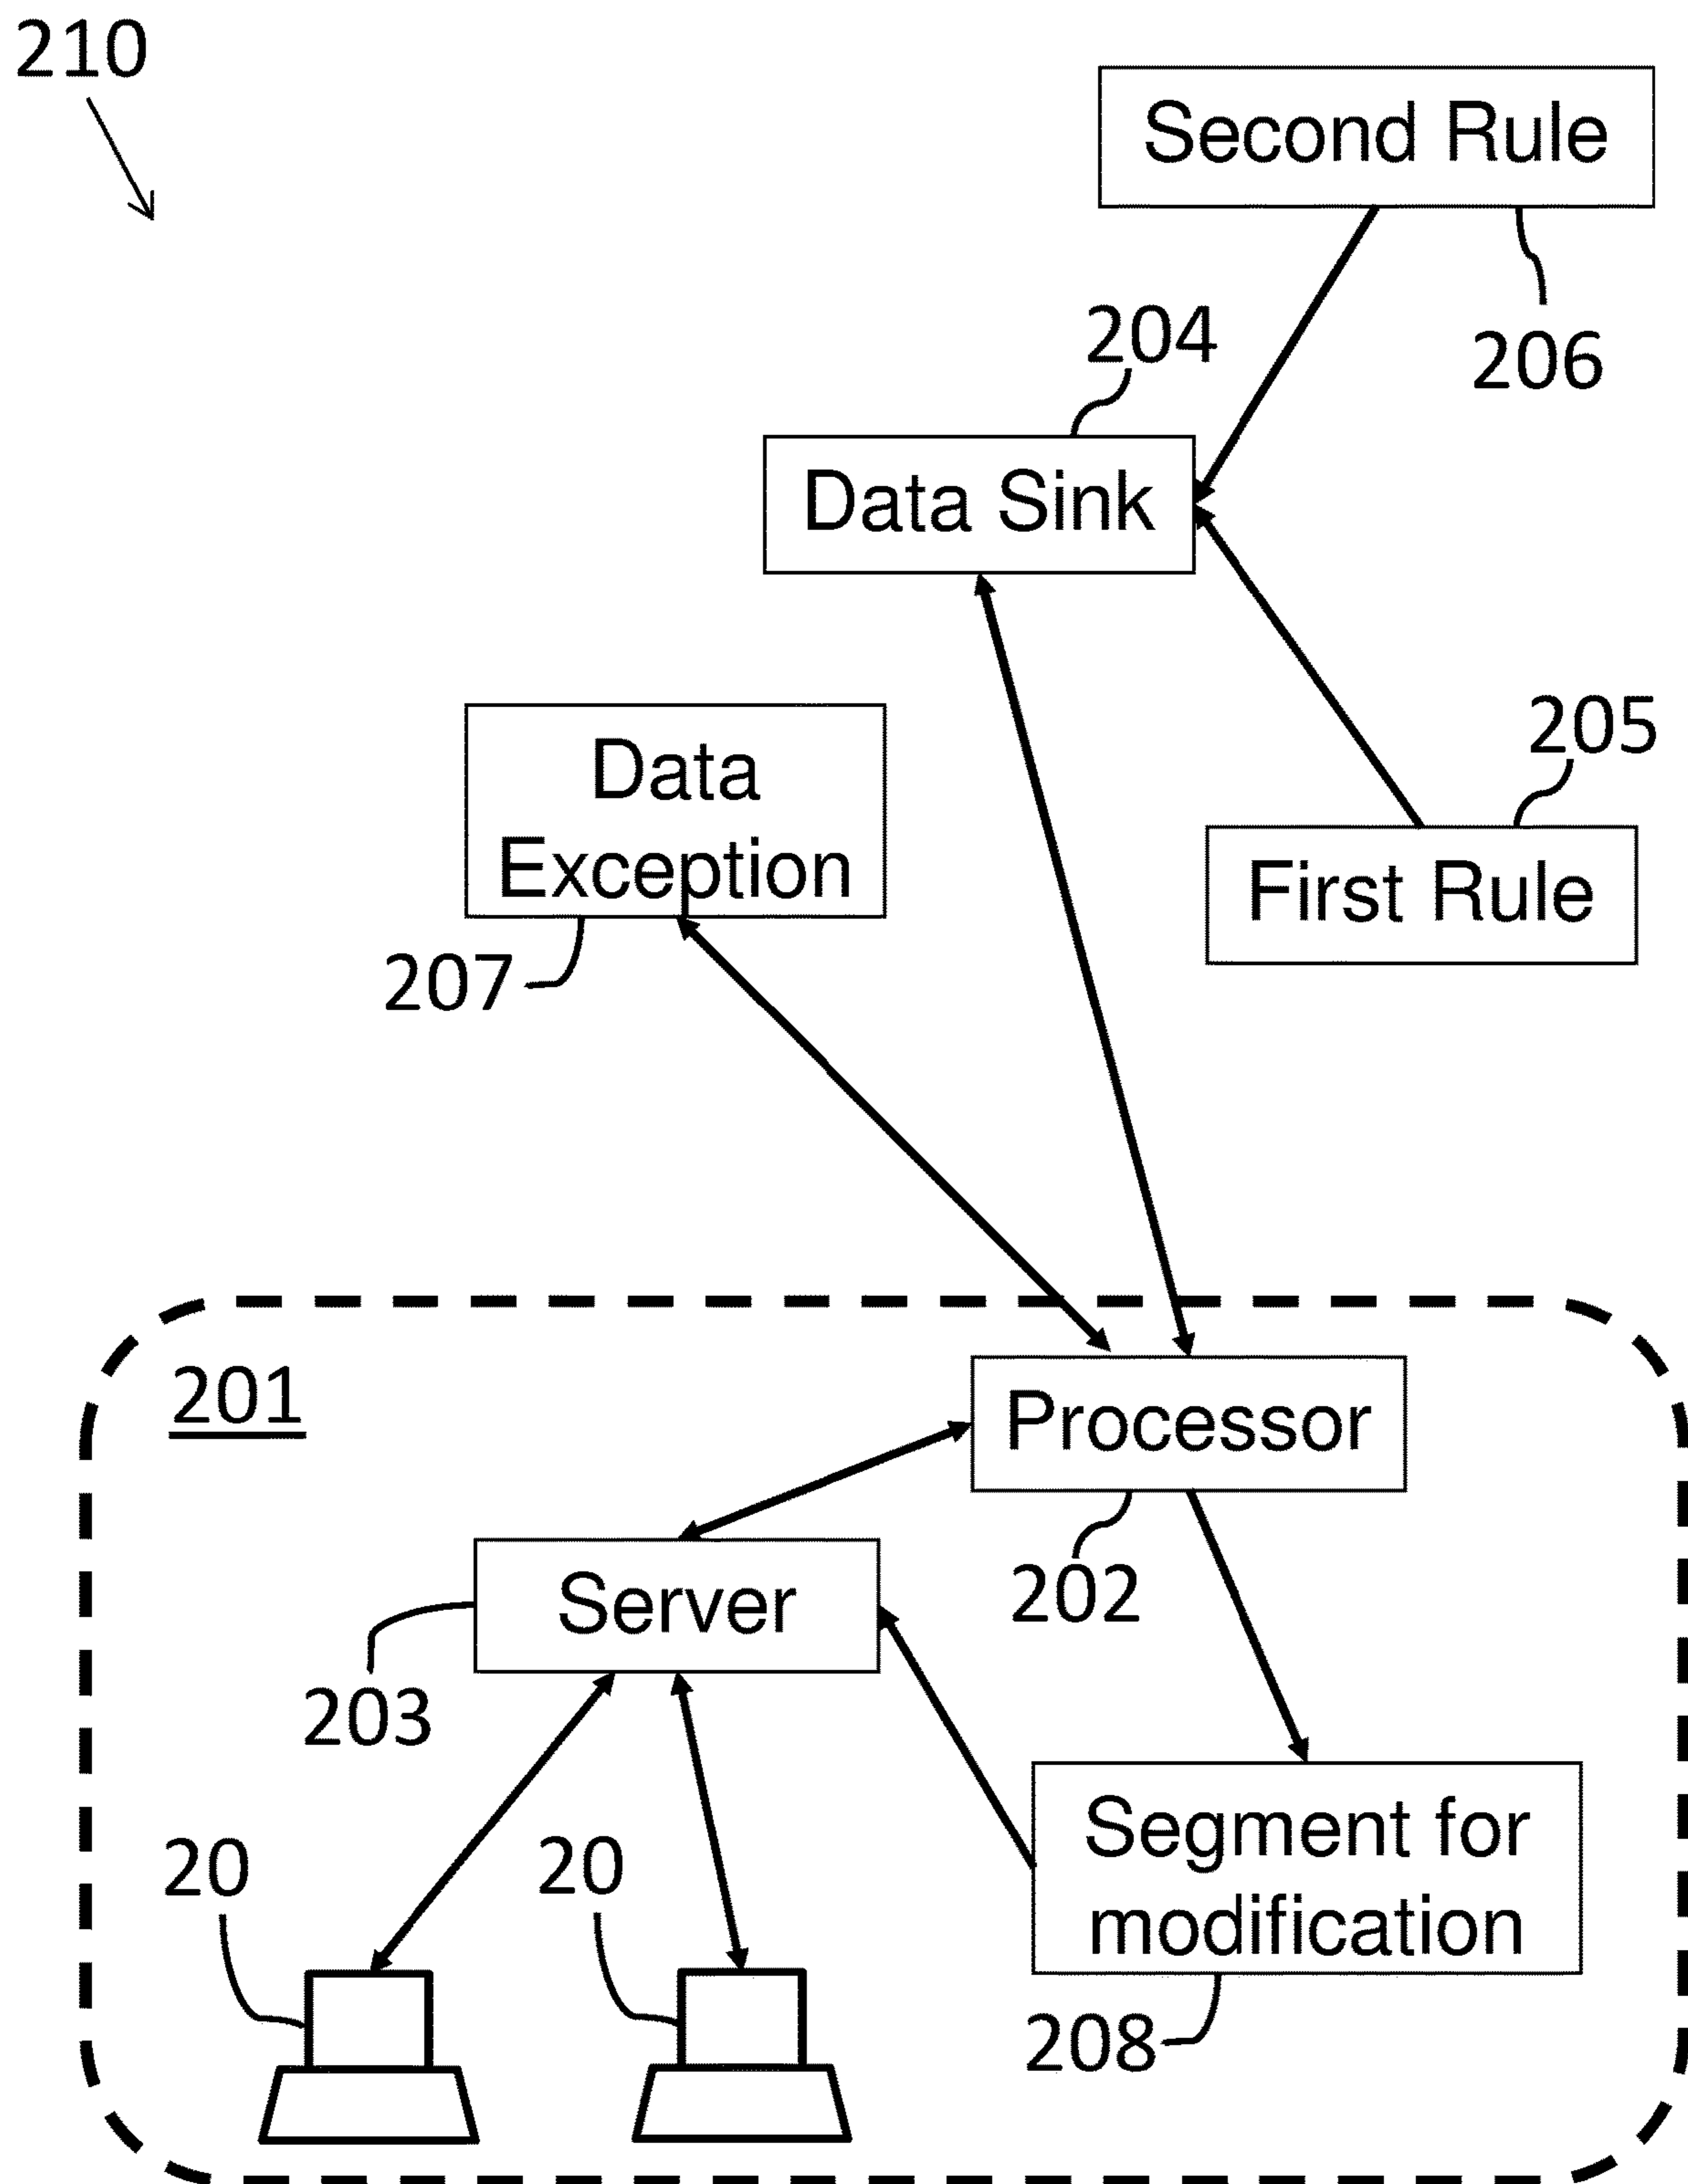 210
Second Rule
206
204
Data Sink
205
Data
Exception
First Rule
207
201
Processor
202
Server
203
Segment for
modification
20
20
208